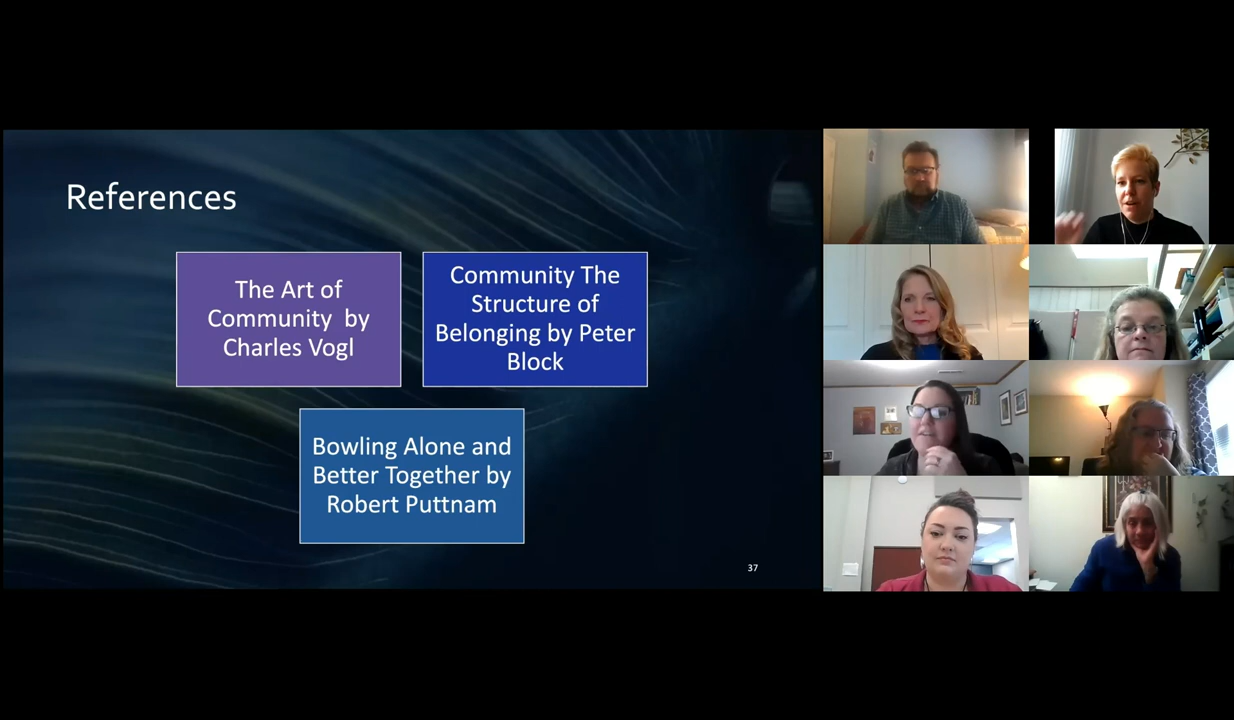 References
The Art of
Community by
Charles Vogl
Community The
Structure of
Belonging by Peter
Block
Bowling Alone and
Better Together by
Robert Puttnam
37